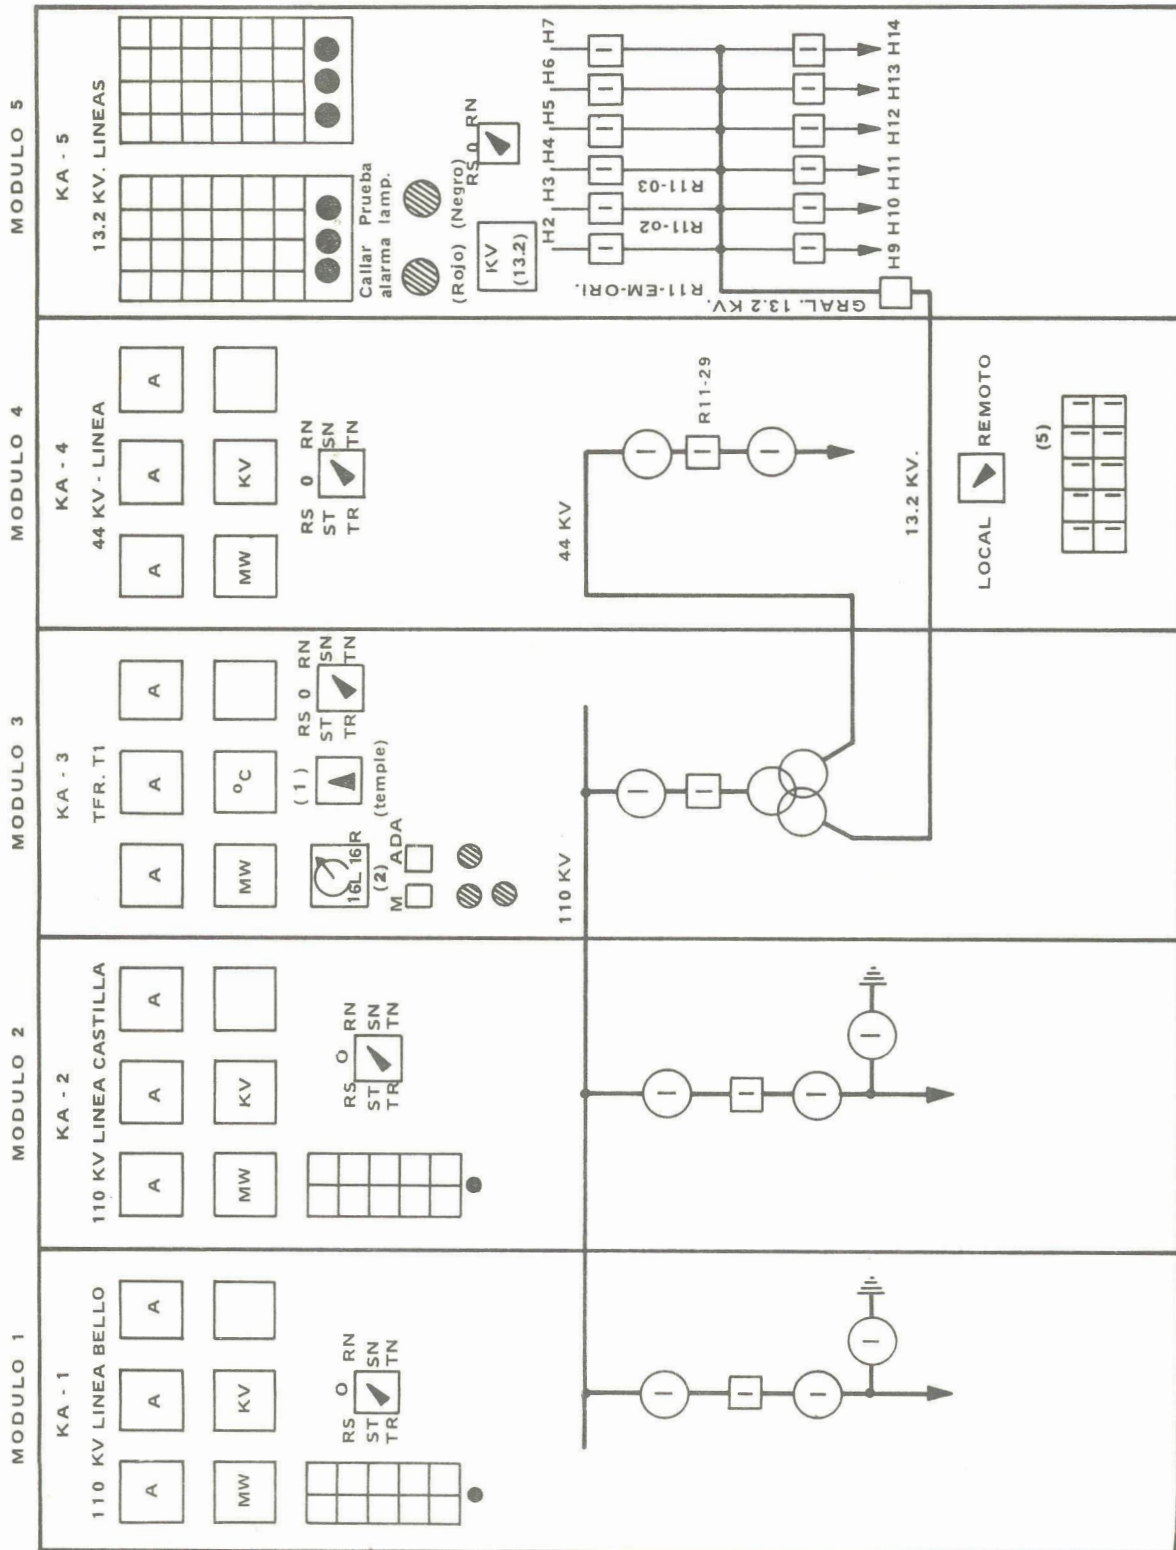 MODULO 1
KA - 1
110 KV LINEA BELLO
A
A
A
MW
KV
RS O RN
ST SN
TR TN
MODULO 2
KA - 2
110 KV LINEA CASTILLA
A
A
A
MW
KV
RS O RN
ST SN
TR TN
MODULO 3
KA - 3
TFR. T1
A
A
A
MW
°C
16L 16R
(2)
M ADA
(1)
(temple)
RS 0 RN
ST SN
TR TN
110 KV
MODULO 4
KA - 4
44 KV - LINEA
A
A
A
MW
KV
RS 0 RN
ST SN
TR TN
44 KV
R11-29
13.2 KV.
LOCAL REMOTO
(5)
MODULO 5
KA - 5
13.2 KV. LINEAS
Callar Prueba
alarma lamp.
(Rojo) (Negro)
KV
(13.2)
RS 0 RN
H2 H3 H4 H5 H6 H7
R11-EM-ORI.
R11-o2
R11-03
GRAL. 13.2 KV.
H9 H10 H11 H12 H13 H14